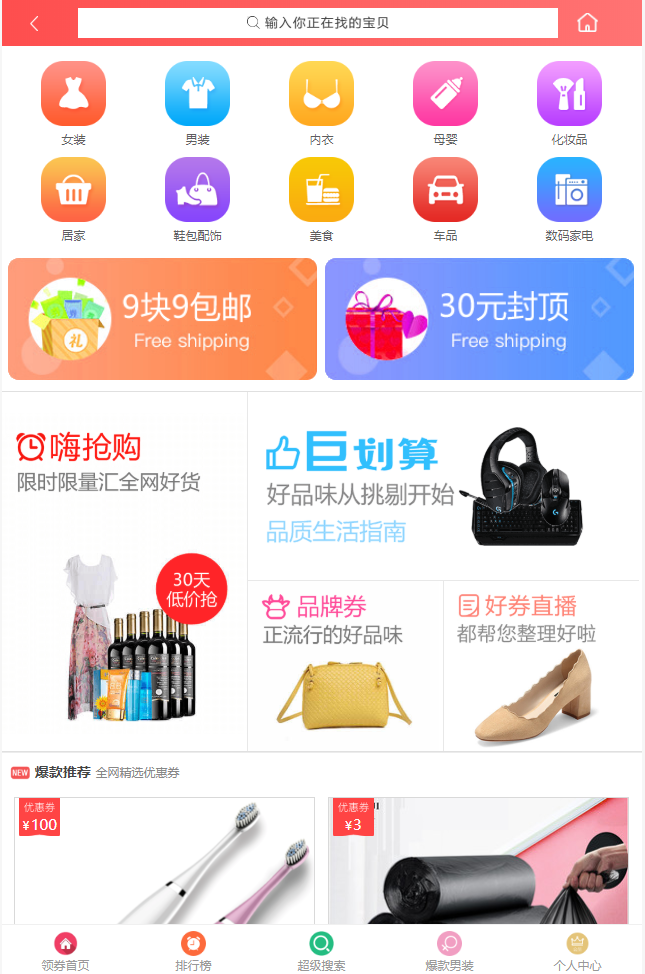 输入你正在找的宝贝
女装
男装
内衣
母婴
化妆品
居家
鞋包配饰
美食
车品
数码家电
9块9包邮
Free shipping
礼
30元封顶
Free shipping
嗨抢购
限时限量汇全网好货
30天
低价抢
巨划算
好品味从挑剔开始
品质生活指南
品牌券
正流行的好品味
好券直播
都帮您整理好啦
NEW 爆款推荐 全网精选优惠券
优惠券
¥100
优惠券
¥3
领券首页
排行榜
超级搜索
爆款男装
个人中心